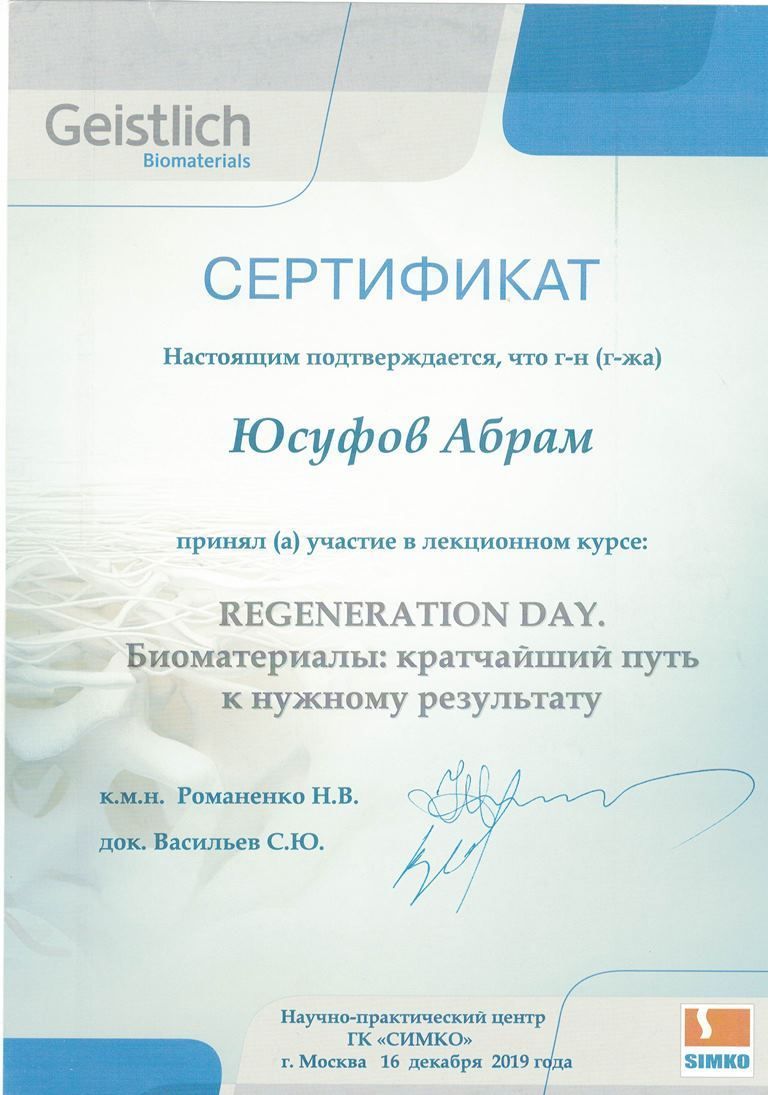 Geistlich
Biomaterials
СЕРТИФИКАТ
Настоящим подтверждается, что г-н (г-жа)
Юсуфов Абрам
принял (а) участие в лекционном курсе:
REGENERATION DAY.
Биоматериалы: кратчайший путь
к нужному результату
к.м.н. Романенко Н.В.
док. Васильев С.Ю.
Научно-практический центр
ГК «СИМКО»
г. Москва 16 декабря 2019 года
SIMKO